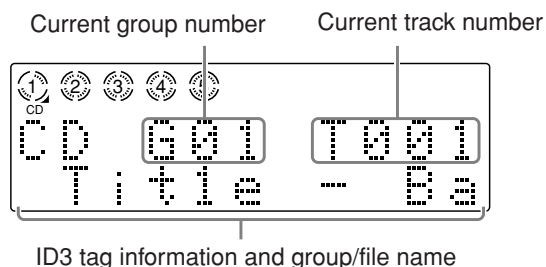 Current group number Current track number
1 2 3 4 5
CD
CD G01 T001
Title - Ba
ID3 tag information and group/file name